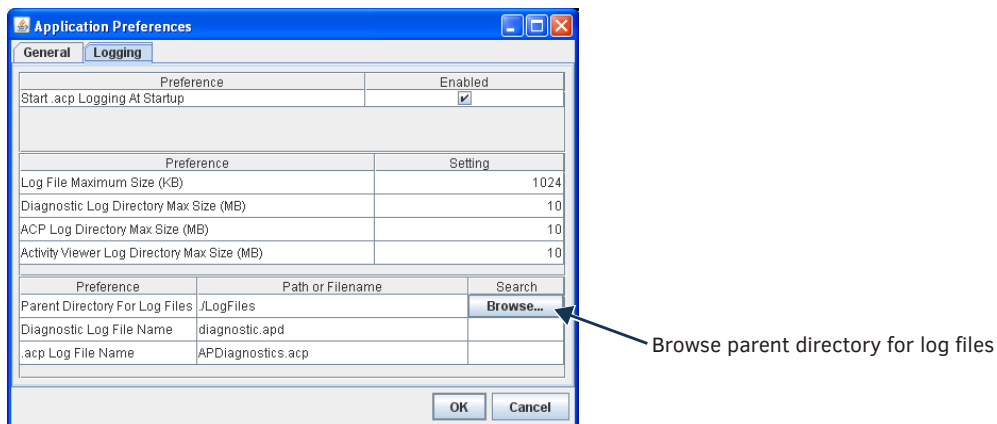 Application Preferences
General Logging
Preference Enabled
Start .acp Logging At Startup
Preference Setting
Log File Maximum Size (KB) 1024
Diagnostic Log Directory Max Size (MB) 10
ACP Log Directory Max Size (MB) 10
Activity Viewer Log Directory Max Size (MB) 10
Preference Path or Filename Search
Parent Directory For Log Files ./LogFiles Browse...
Diagnostic Log File Name diagnostic.apd
.acp Log File Name APDiagnostics.acp
Browse parent directory for log files
OK Cancel